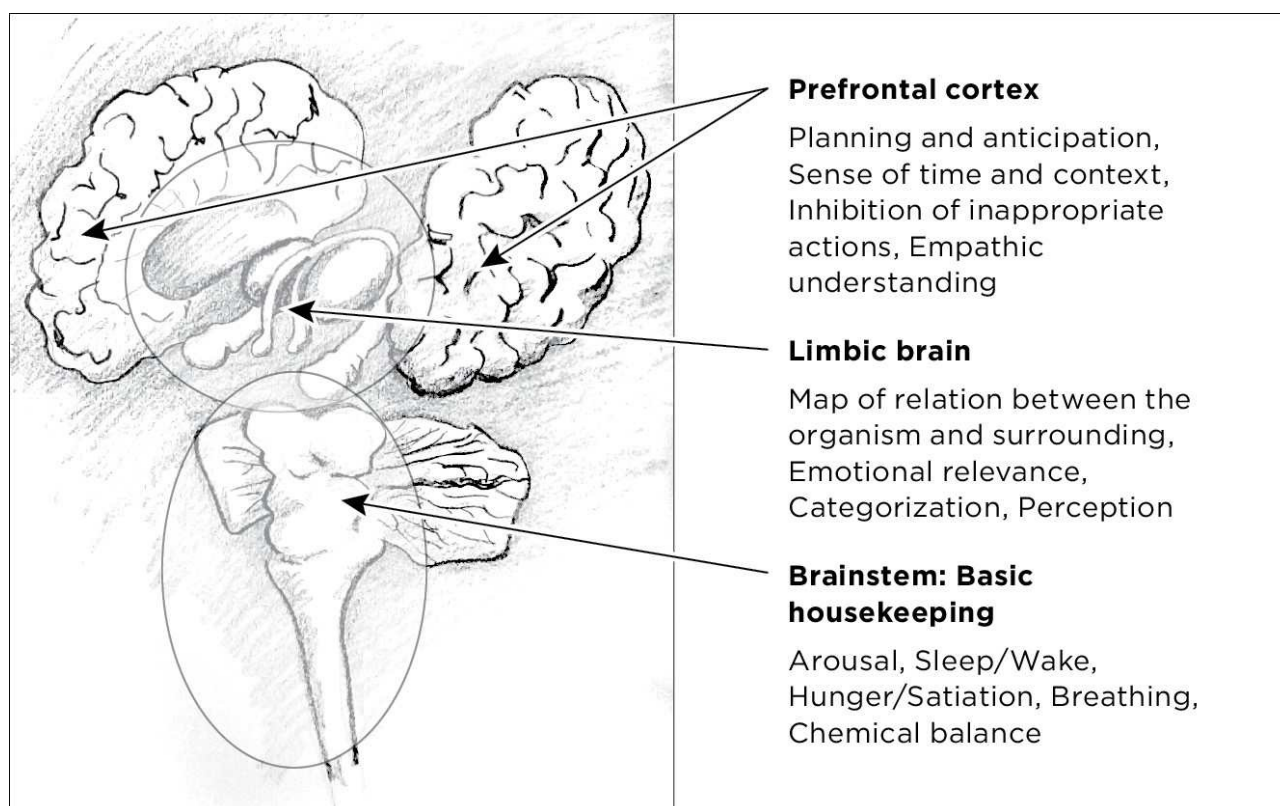 Prefrontal cortex
Planning and anticipation,
Sense of time and context,
Inhibition of inappropriate
actions, Empathic
understanding
Limbic brain
Map of relation between the
organism and surrounding,
Emotional relevance,
Categorization, Perception
Brainstem: Basic
housekeeping
Arousal, Sleep/Wake,
Hunger/Satiation, Breathing,
Chemical balance